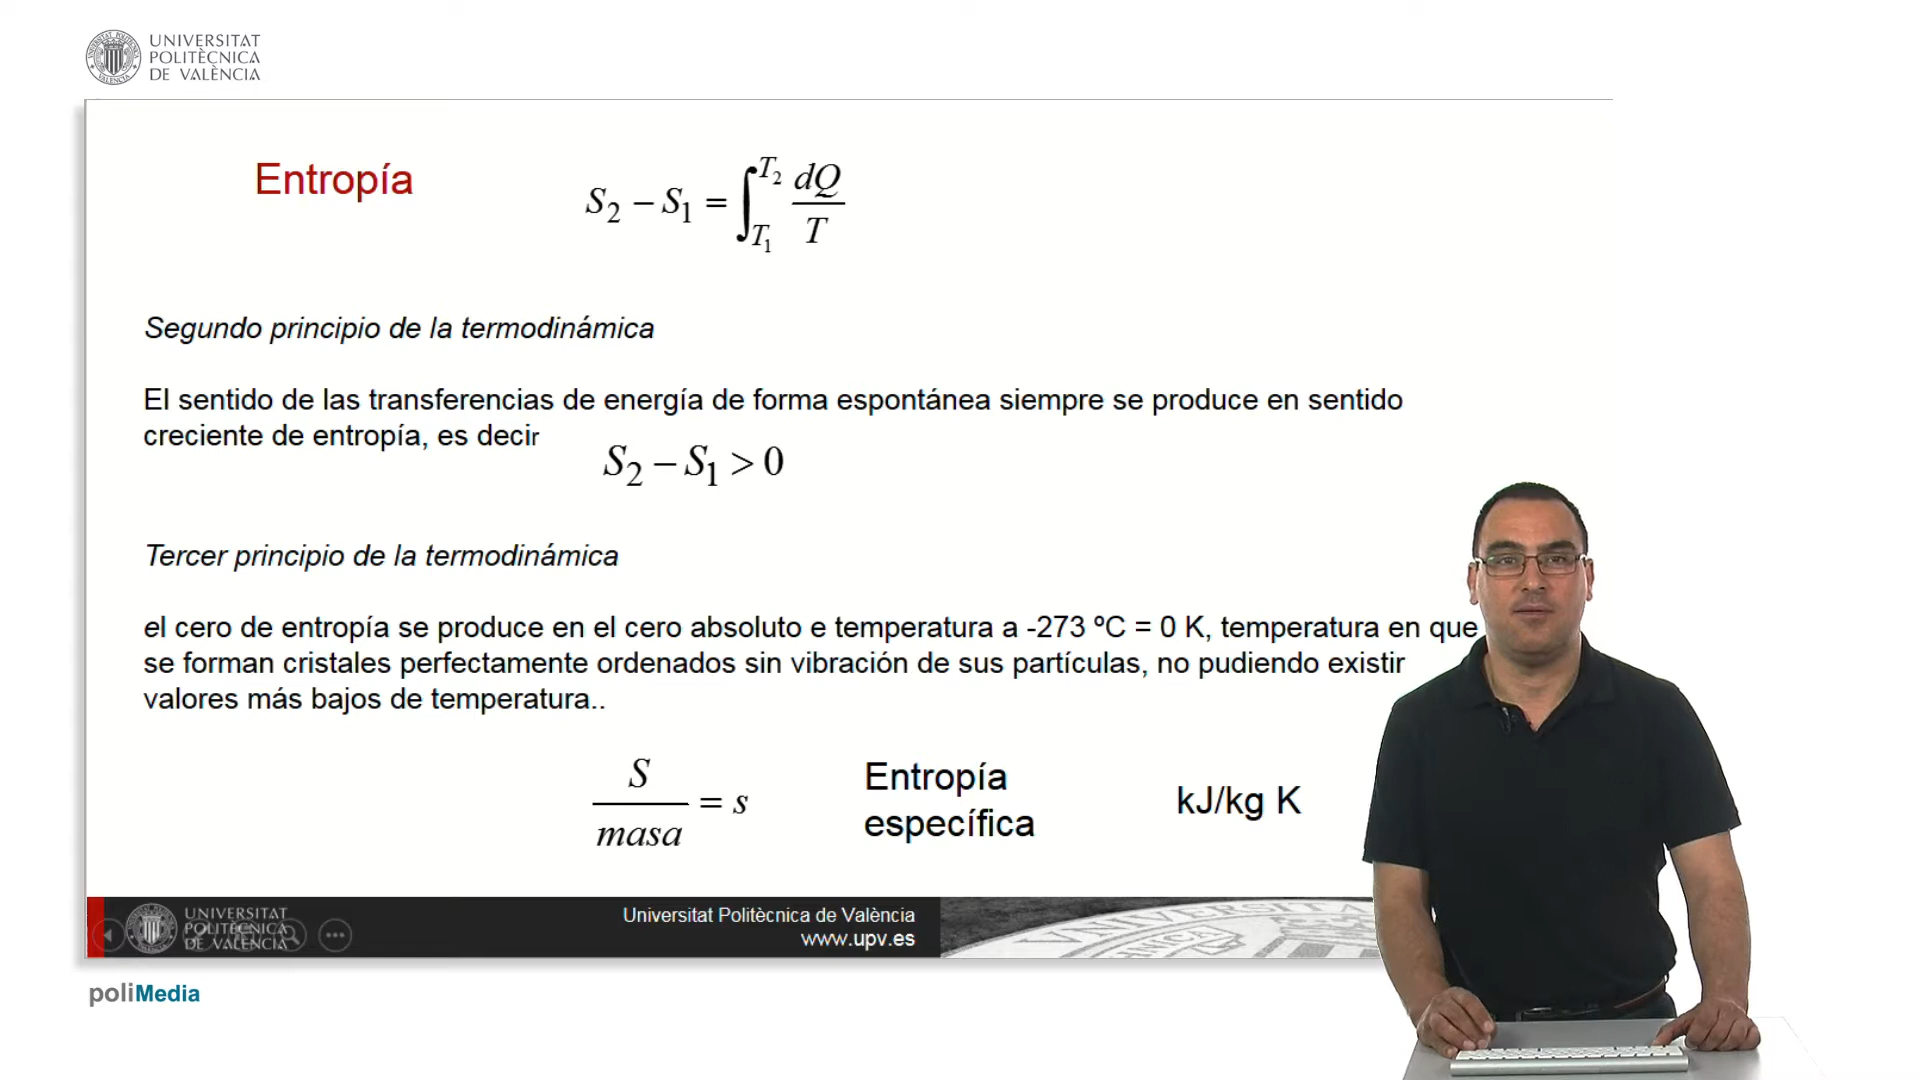 UNIVERSITAT
POLITÈCNICA
DE VALÈNCIA
Entropía
S₂ − S₁ = ∫_{T₁}^{T₂} dQ/T
Segundo principio de la termodinámica
El sentido de las transferencias de energía de forma espontánea siempre se produce en sentido
creciente de entropía, es decir
S₂ − S₁ > 0
Tercer principio de la termodinámica
el cero de entropía se produce en el cero absoluto e temperatura a -273 ºC = 0 K, temperatura en que
se forman cristales perfectamente ordenados sin vibración de sus partículas, no pudiendo existir
valores más bajos de temperatura..
S/masa = s
Entropía
específica
kJ/kg K
UNIVERSITAT
POLITÈCNICA
DE VALÈNCIA
Universitat Politècnica de València
www.upv.es
poliMedia